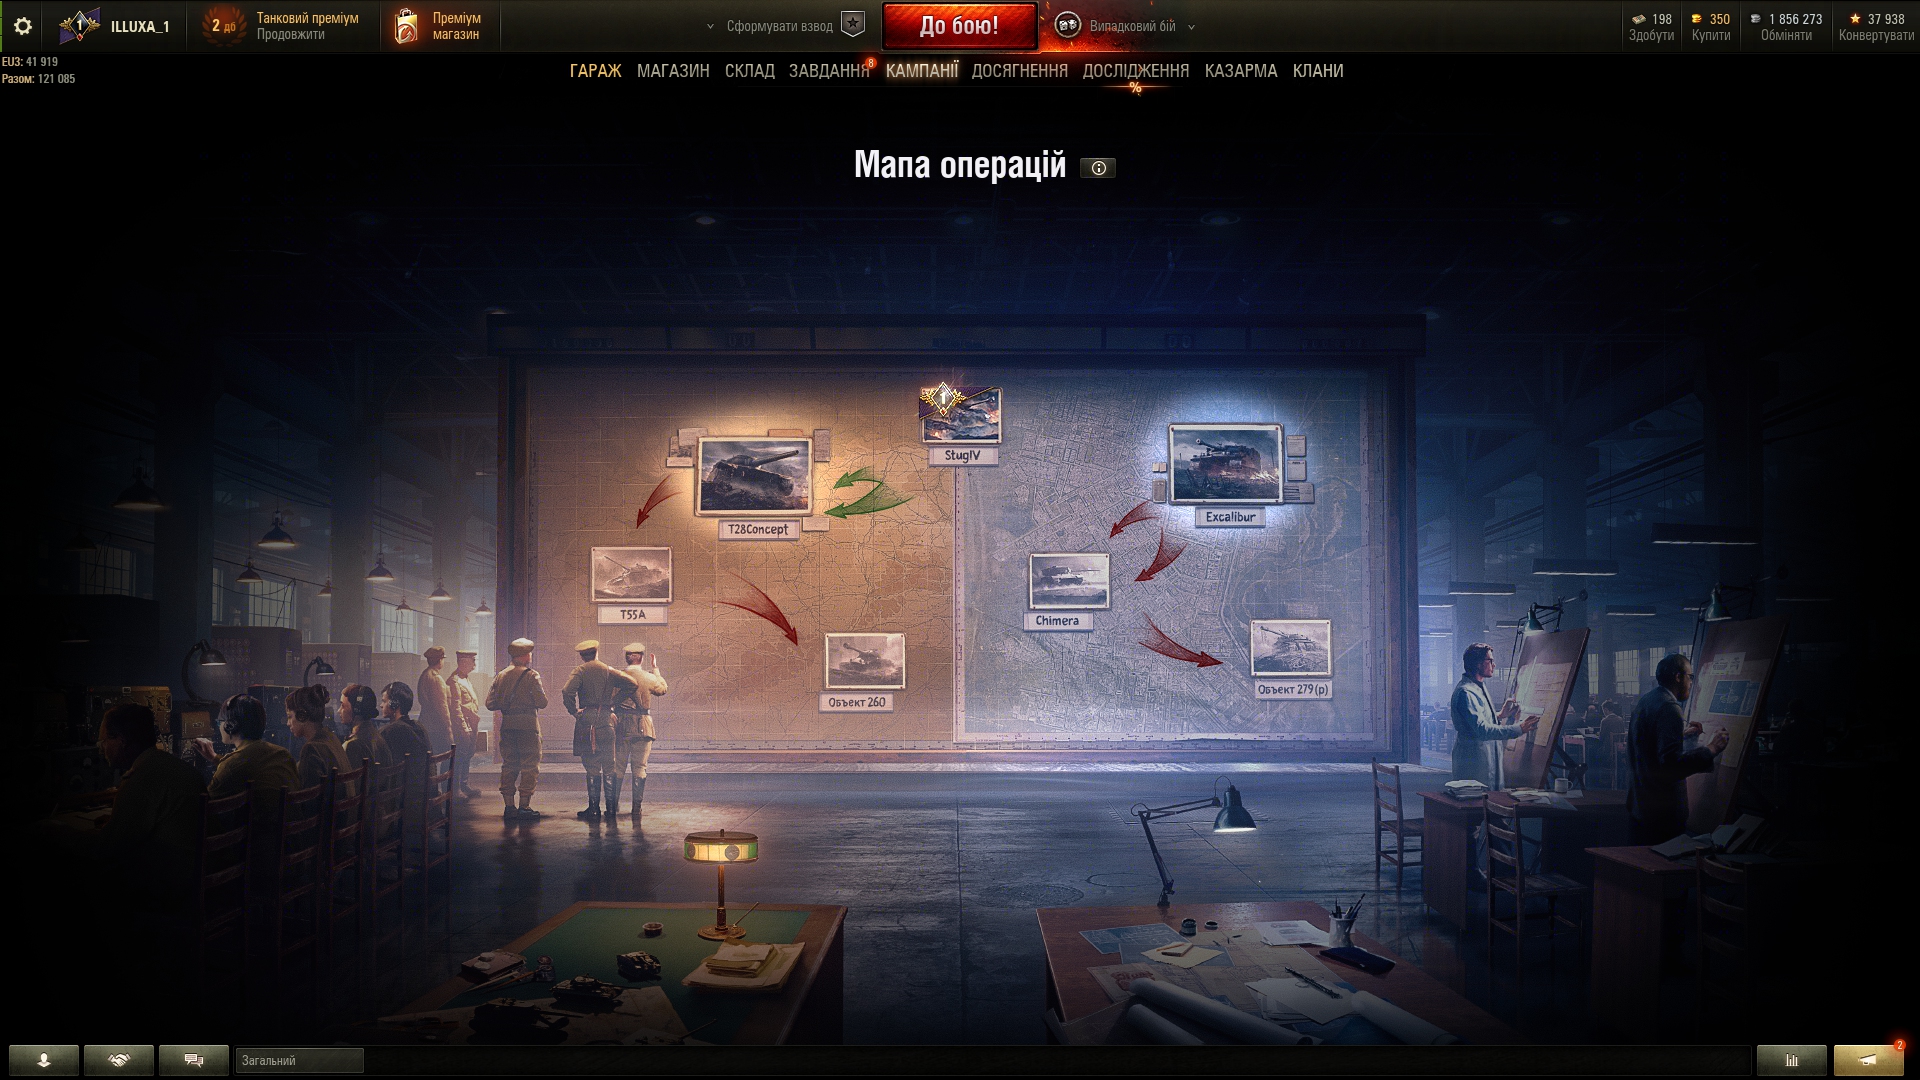 1
ILLUXA_1
2 дб
Танковий преміум
Продовжити
Преміум
магазин
Сформувати взвод
До бою!
Випадковий бій
198
Здобути
350
Купити
1 856 273
Обміняти
37 938
Конвертувати
EU3: 41 919
Разом: 121 085
ГАРАЖ
МАГАЗИН
СКЛАД
ЗАВДАННЯ
8
КАМПАНІЇ
ДОСЯГНЕННЯ
ДОСЛІДЖЕННЯ
%
КАЗАРМА
КЛАНИ
Мапа операцій
1
StugIV
T28Concept
Excalibur
T55A
Chimera
Объект 260
Объект 279 (р)
Загальний
2